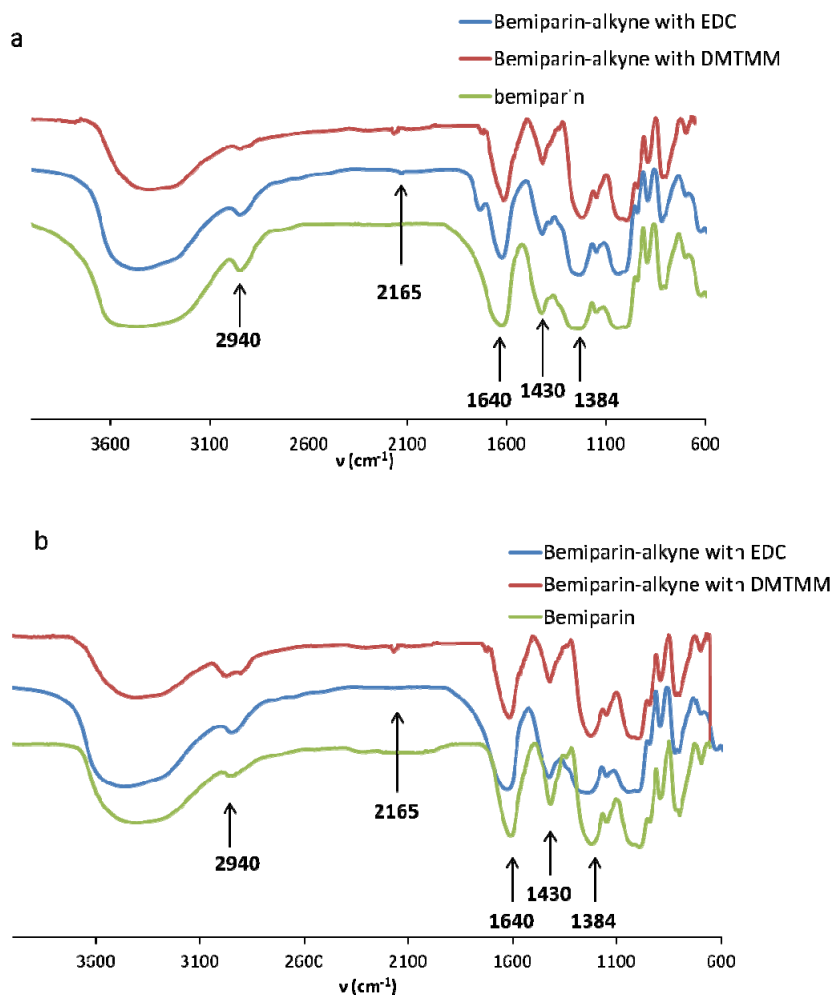 a
Bemiparin-alkyne with EDC
Bemiparin-alkyne with DMTMM
bemiparin
2165
2940
1640
1430
1384
3600
3100
2600
2100
1600
1100
600
ν (cm-1)
b
Bemiparin-alkyne with EDC
Bemiparin-alkyne with DMTMM
Bemiparin
2165
2940
1430
1640
1384
3600
3100
2600
2100
1600
1100
600
ν (cm-1)